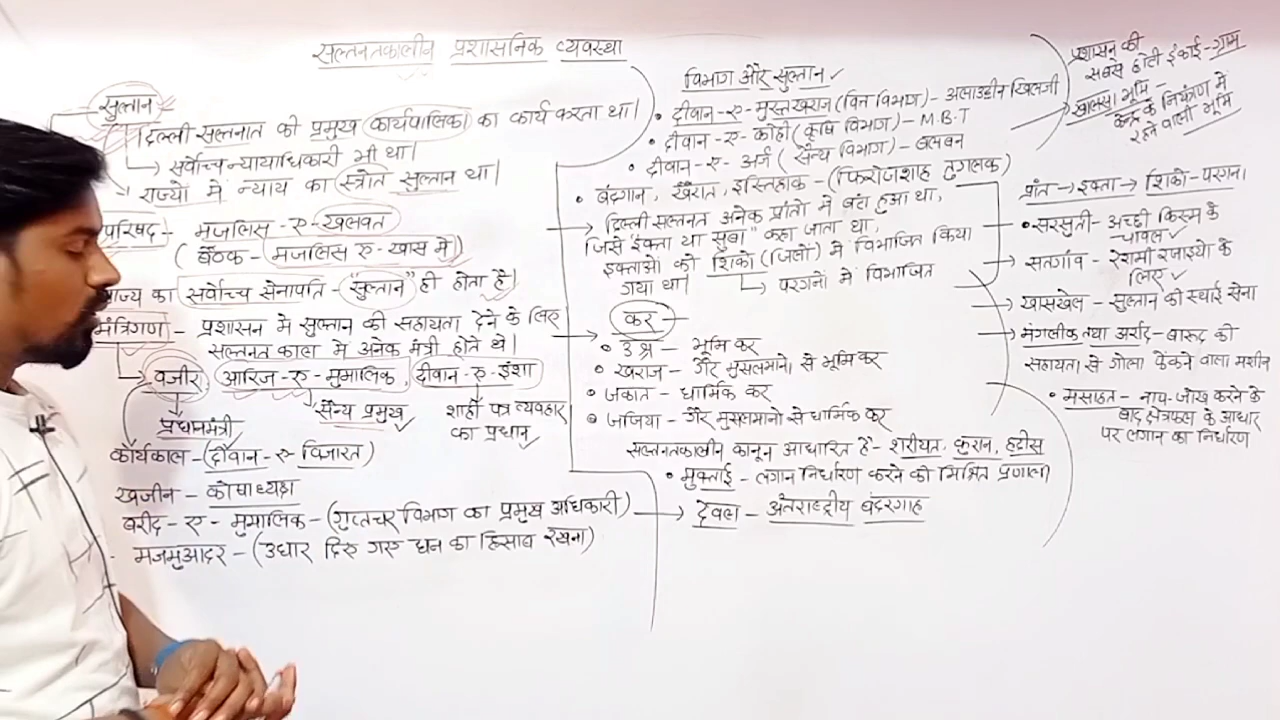 सल्तनतकालीन प्रशासनिक व्यवस्था
सुल्तान
दिल्ली सल्तनात की प्रमुख कार्यपालिका का कार्य करता था।
सर्वोच्च न्यायाधिकारी भी था।
राज्यों में न्याय का स्त्रोत सुल्तान था।
परिषद - मजलिस - ए - खलवत
(बैठक - मजालिस ए - खास में)
राज्य का सर्वोच्च सेनापति - "सुल्तान" ही होता है।
मंत्रिगण - प्रशासन में सुल्तान की सहायता देने के लिए
सल्तनत काल में अनेक मंत्री होते थे।
वजीर, आरिज - ए - मुमालिक, दीवान - ए - इंशा
प्रधानमंत्री
सैन्य प्रमुख
शाही पत्र व्यवहार
का प्रधान
कार्यकाल - (दीवान - ए - विजारत)
खजीन - कोषाध्यक्ष
बरीद - ए - मुमालिक - (गुप्तचर विभाग का प्रमुख अधिकारी)
मजमुआदर - (उधार दिए गए धन का हिसाब रखना)
विभाग और सुल्तान
• दीवान - ए - मुस्तखराज (वित्त विभाग) - अलाउद्दीन खिलजी
• दीवान - ए - कोही (कृषि विभाग) - M.B.T
• दीवान - ए - अर्ज (सैन्य विभाग) - बलबन
• बंदगान, खैरात, इस्तिहाक - (फिरोजशाह तुगलक)
दिल्ली सल्तनत अनेक प्रांतो में बंटा हुआ था,
जिसे "इक्ता या सुबा" कहा जाता था,
इक्ताओं को शिको (जिलो) में विभाजित किया
गया था।
परगनों में विभाजित
कर
• उश्र - भूमि कर
• खराज - गैर मुसलमानो से भूमि कर
• जकात - धार्मिक कर
• जजिया - गैर मुसलमानो से धार्मिक कर
सल्तनतकालीन कानून आधारित है - शरीयत, कुरान, हदीस
• मुक्ताई - लगान निर्धारण करने की मिश्रित प्रणाली
देवल - अंतराष्ट्रीय बंदरगाह
प्रशासन की
सबसे छोटी ईकाई - ग्राम
खालसा भूमि -
केन्द्र के नियंत्रण में
रहने वाली भूमि
प्रांत → इक्ता → शिको - परगना
• सरसुती - अच्छी किस्म के
चावल
सतगांव - रेशमी रजाइयो के
लिए
खासखेल - सुल्तान की स्थाई सेना
मंगलीक तथा अर्राद - बारूद की
सहायता से गोला फेकने वाला मशीन
• मसाहत - नाप-जोख करने के
बाद क्षेत्रफल के आधार
पर लगान का निर्धारण